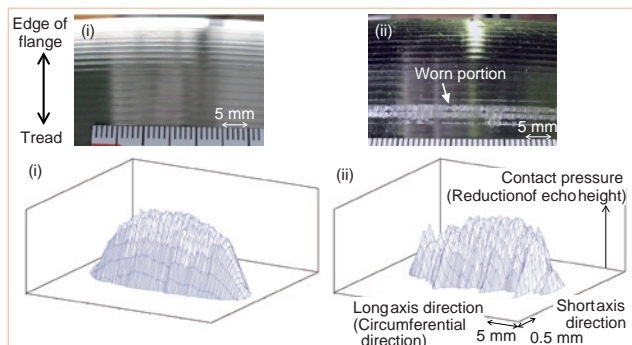 Edge of
flange
Tread
(i)
5 mm
(ii)
Worn portion
5 mm
(i)
(ii)
Contact pressure
(Reductionof echoheight)
Longaxis direction
(Circumferential
direction)
5 mm
0.5 mm
Shortaxis
direction